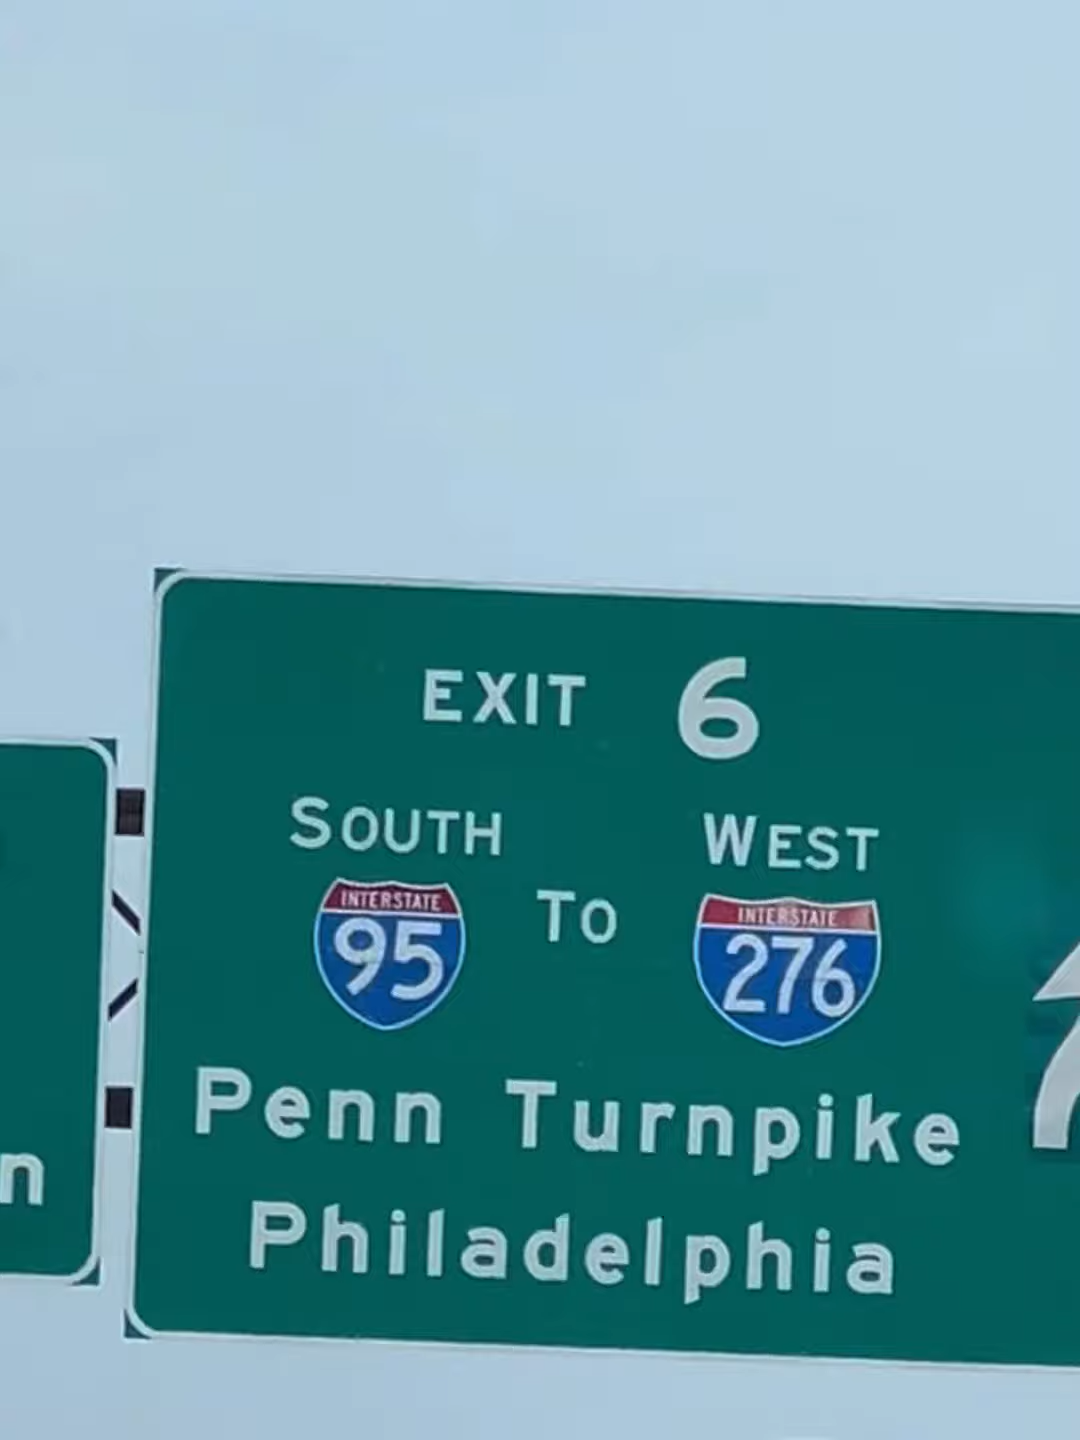 EXIT 6
SOUTH WEST
INTERSTATE 95 TO INTERSTATE 276
Penn Turnpike
Philadelphia